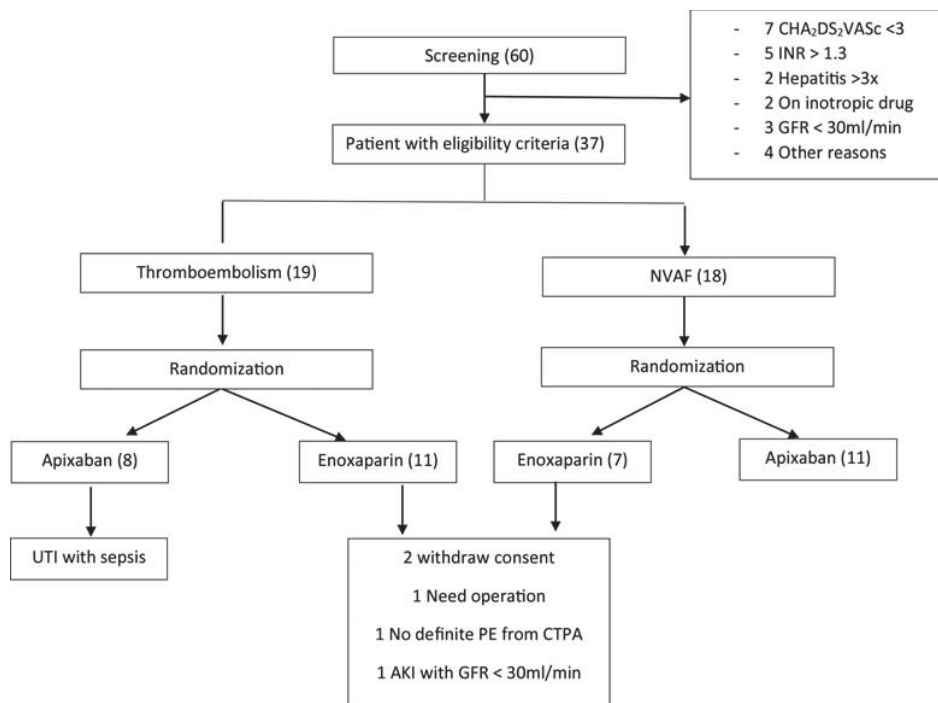 Screening (60)
- 7 CHA₂DS₂VASc <3
- 5 INR > 1.3
- 2 Hepatitis >3x
- 2 On inotropic drug
- 3 GFR < 30ml/min
- 4 Other reasons
Patient with eligibility criteria (37)
Thromboembolism (19)
NVAF (18)
Randomization
Randomization
Apixaban (8)
Enoxaparin (11)
Enoxaparin (7)
Apixaban (11)
UTI with sepsis
2 withdraw consent
1 Need operation
1 No definite PE from CTPA
1 AKI with GFR < 30ml/min